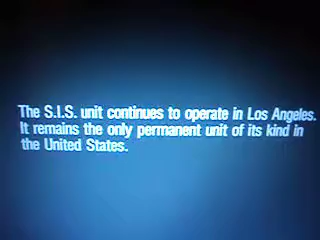 The S.I.S. unit continues to operate in Los Angeles.
It remains the only permanent unit of its kind in
the United States.